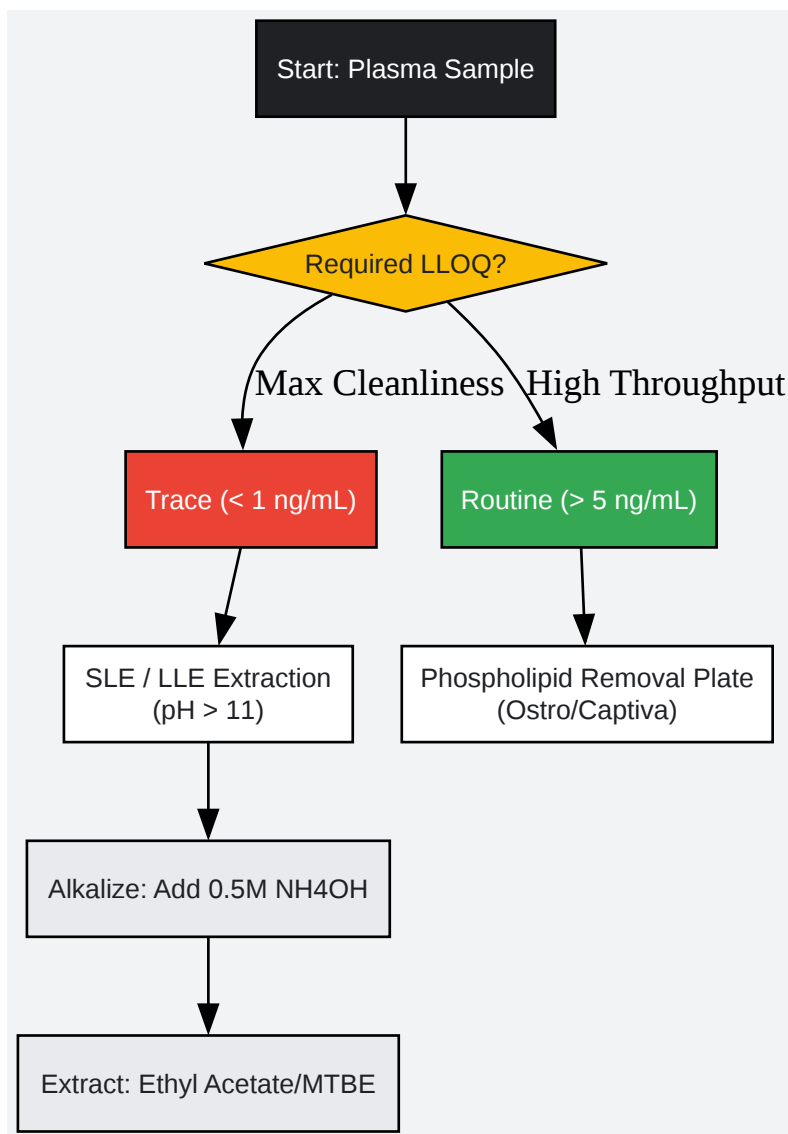 Start: Plasma Sample
Required LLOQ?
Max Cleanliness
High Throughput
Trace (< 1 ng/mL)
Routine (> 5 ng/mL)
SLE / LLE Extraction
(pH > 11)
Phospholipid Removal Plate
(Ostro/Captiva)
Alkalize: Add 0.5M NH4OH
Extract: Ethyl Acetate/MTBE